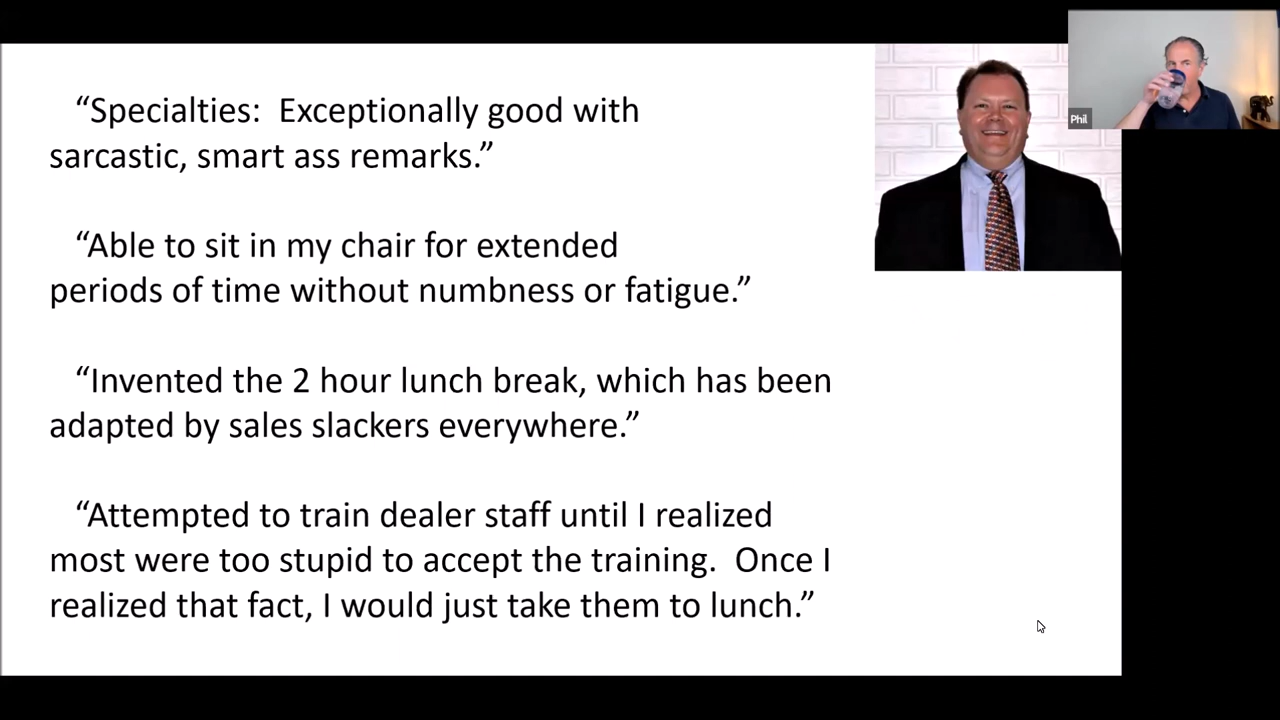 “Specialties:  Exceptionally good with
sarcastic, smart ass remarks.”
“Able to sit in my chair for extended
periods of time without numbness or fatigue.”
“Invented the 2 hour lunch break, which has been
adapted by sales slackers everywhere.”
“Attempted to train dealer staff until I realized
most were too stupid to accept the training.  Once I
realized that fact, I would just take them to lunch.”
Phil